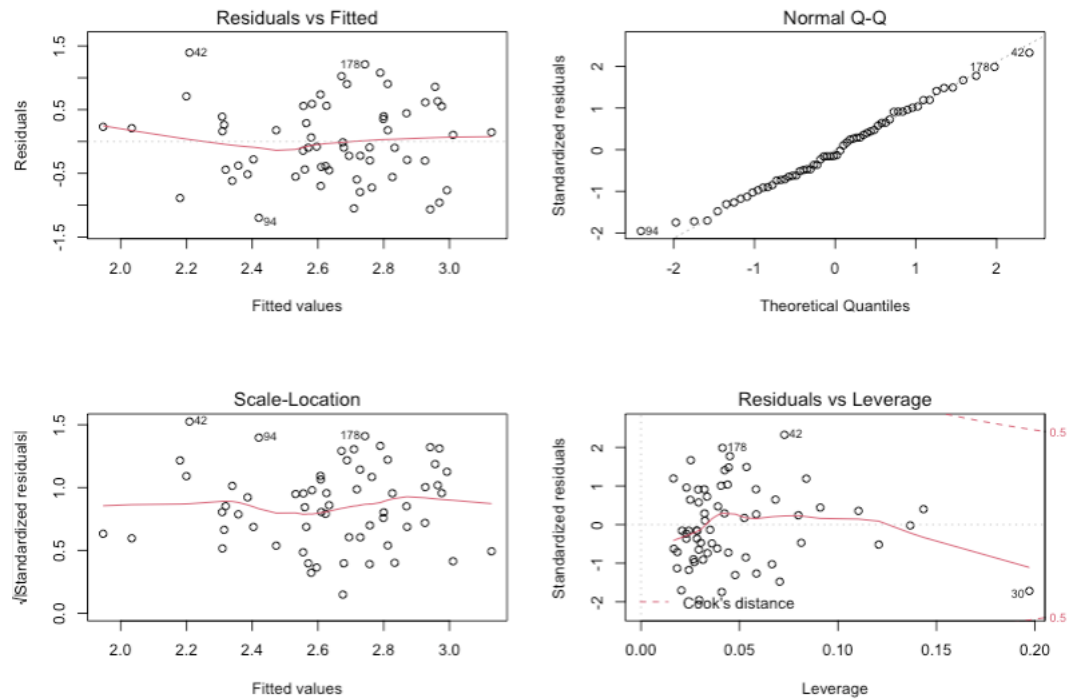 Residuals vs Fitted
Residuals
-1.5 -0.5 0.5 1.5
42
178
94
2.0 2.2 2.4 2.6 2.8 3.0
Fitted values
Normal Q-Q
Standardized residuals
-2 -1 0 1 2
42
178
94
-2 -1 0 1 2
Theoretical Quantiles
Scale-Location
√|Standardized residuals|
0.0 0.5 1.0 1.5
42
94
178
2.0 2.2 2.4 2.6 2.8 3.0
Fitted values
Residuals vs Leverage
Standardized residuals
-2 -1 0 1 2
42
178
0.5
30
Cook's distance
0.5
0.00 0.05 0.10 0.15 0.20
Leverage